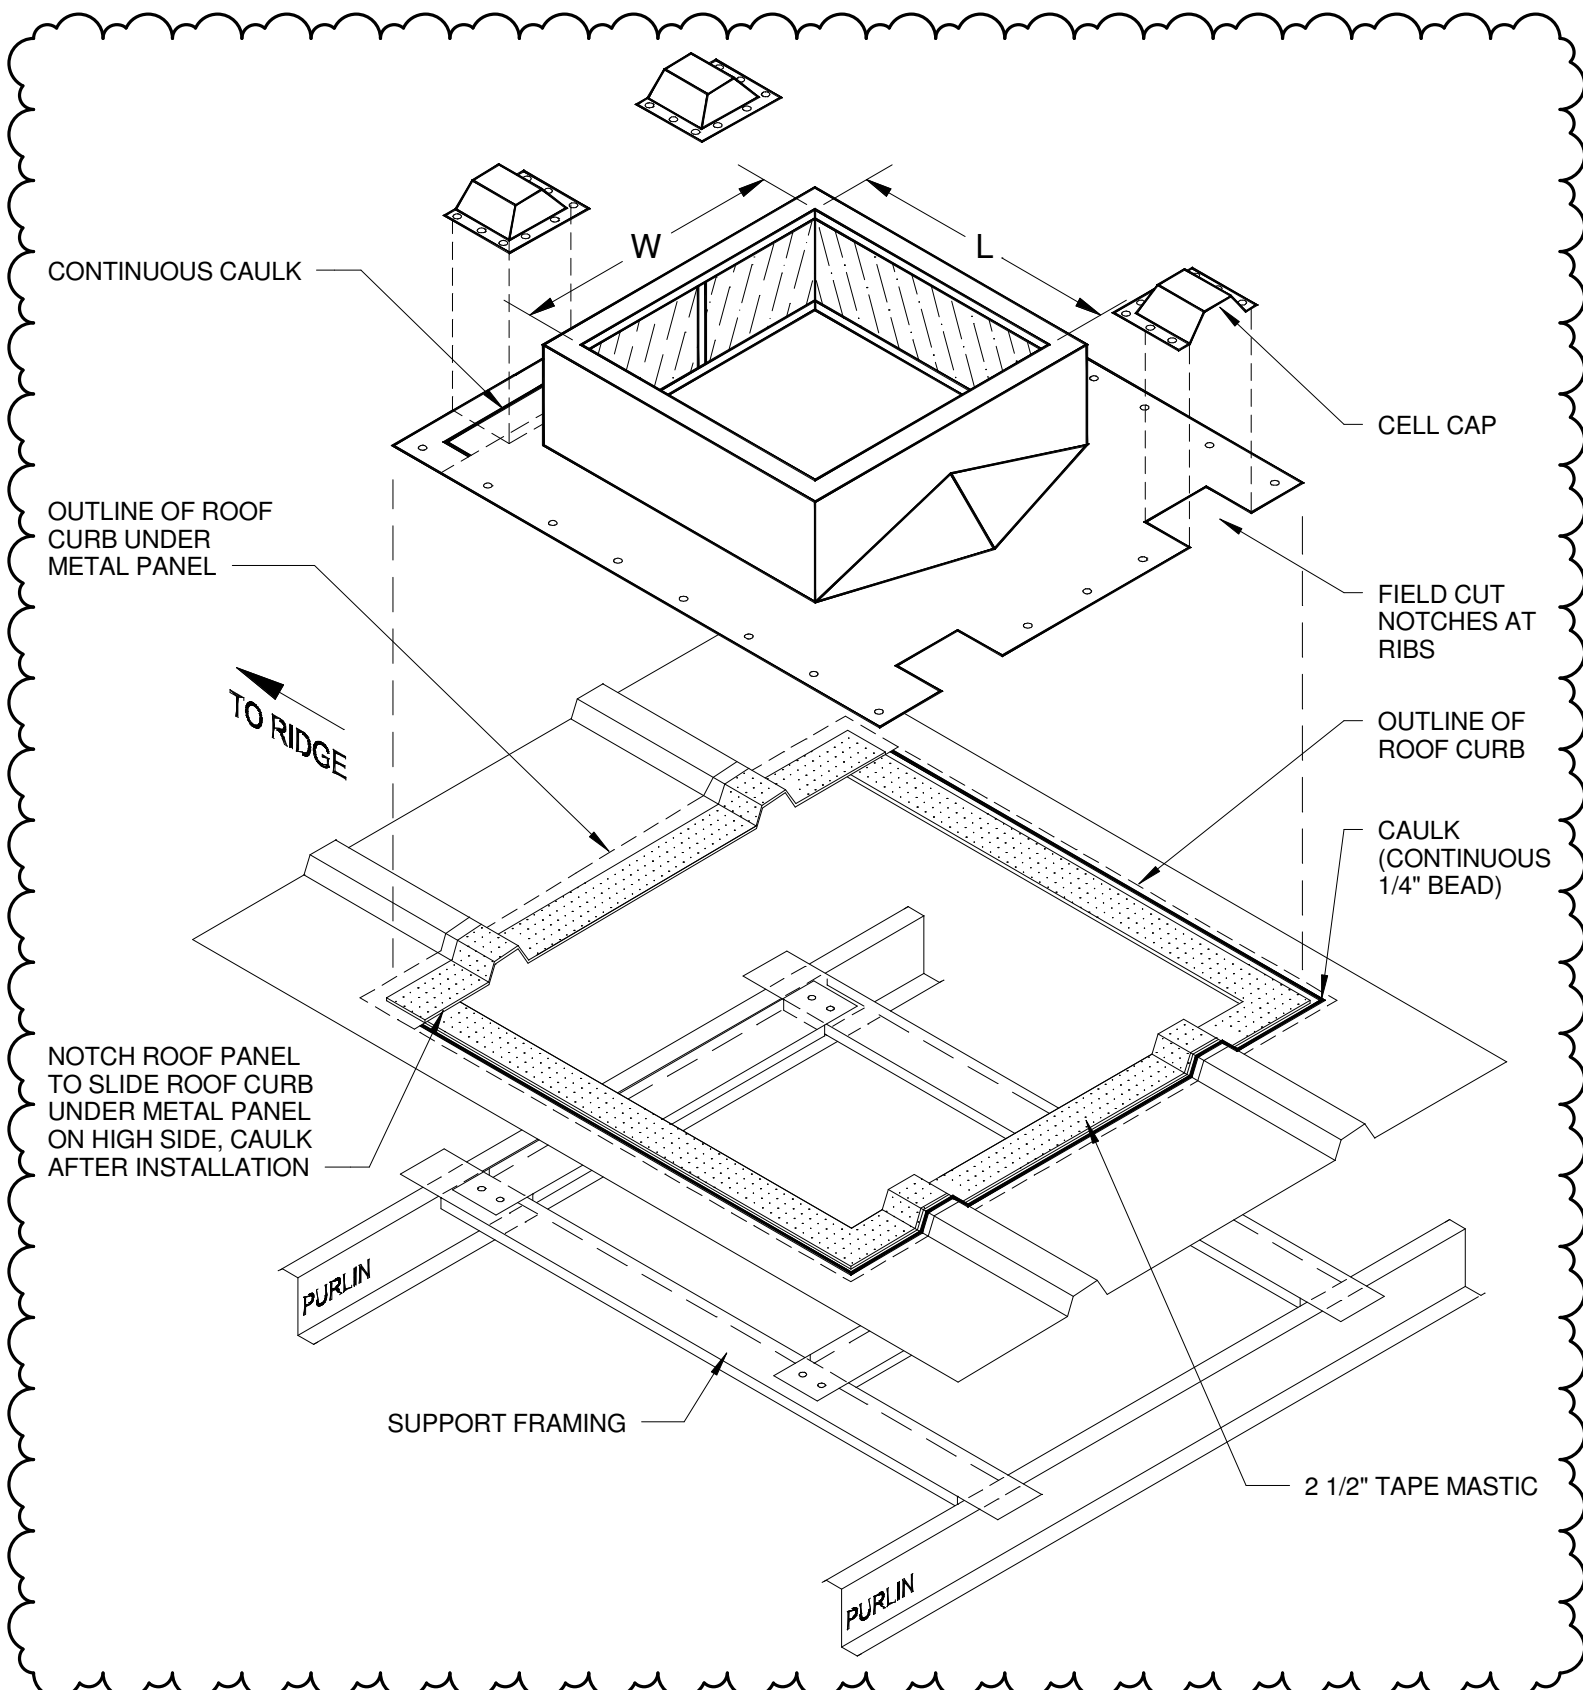 W
L
CONTINUOUS CAULK
CELL CAP
OUTLINE OF ROOF
CURB UNDER
METAL PANEL
FIELD CUT
NOTCHES AT
RIBS
TO RIDGE
OUTLINE OF
ROOF CURB
CAULK
(CONTINUOUS
1/4" BEAD)
NOTCH ROOF PANEL
TO SLIDE ROOF CURB
UNDER METAL PANEL
ON HIGH SIDE, CAULK
AFTER INSTALLATION
PURLIN
SUPPORT FRAMING
2 1/2" TAPE MASTIC
PURLIN